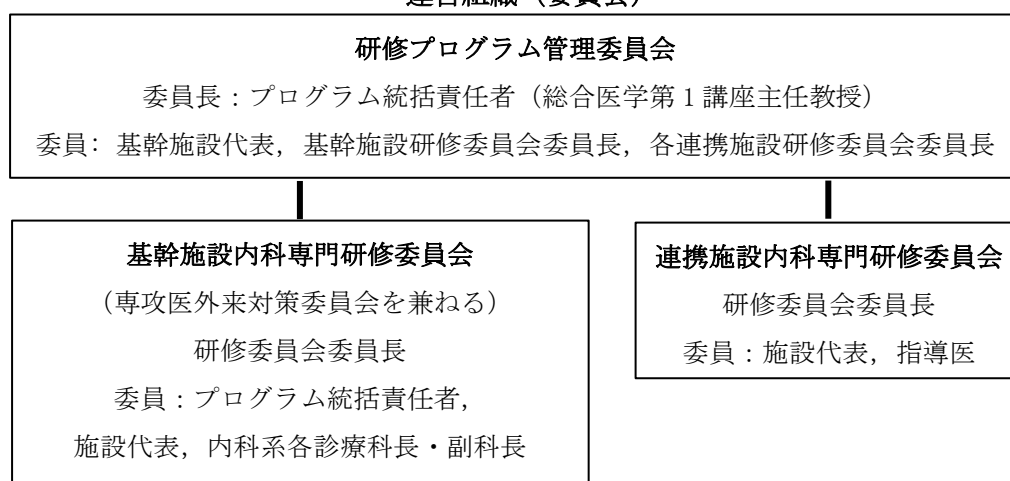 組織（委員会）
研修プログラム管理委員会
委員長：プログラム統括責任者（総合医学第１講座主任教授）
委員：基幹施設代表，基幹施設研修委員会委員長，各連携施設研修委員会委員長
基幹施設内科専門研修委員会
（専攻医外来対策委員会を兼ねる）
研修委員会委員長
委員：プログラム統括責任者，
施設代表，内科系各診療科長・副科長
連携施設内科専門研修委員会
研修委員会委員長
委員：施設代表，指導医